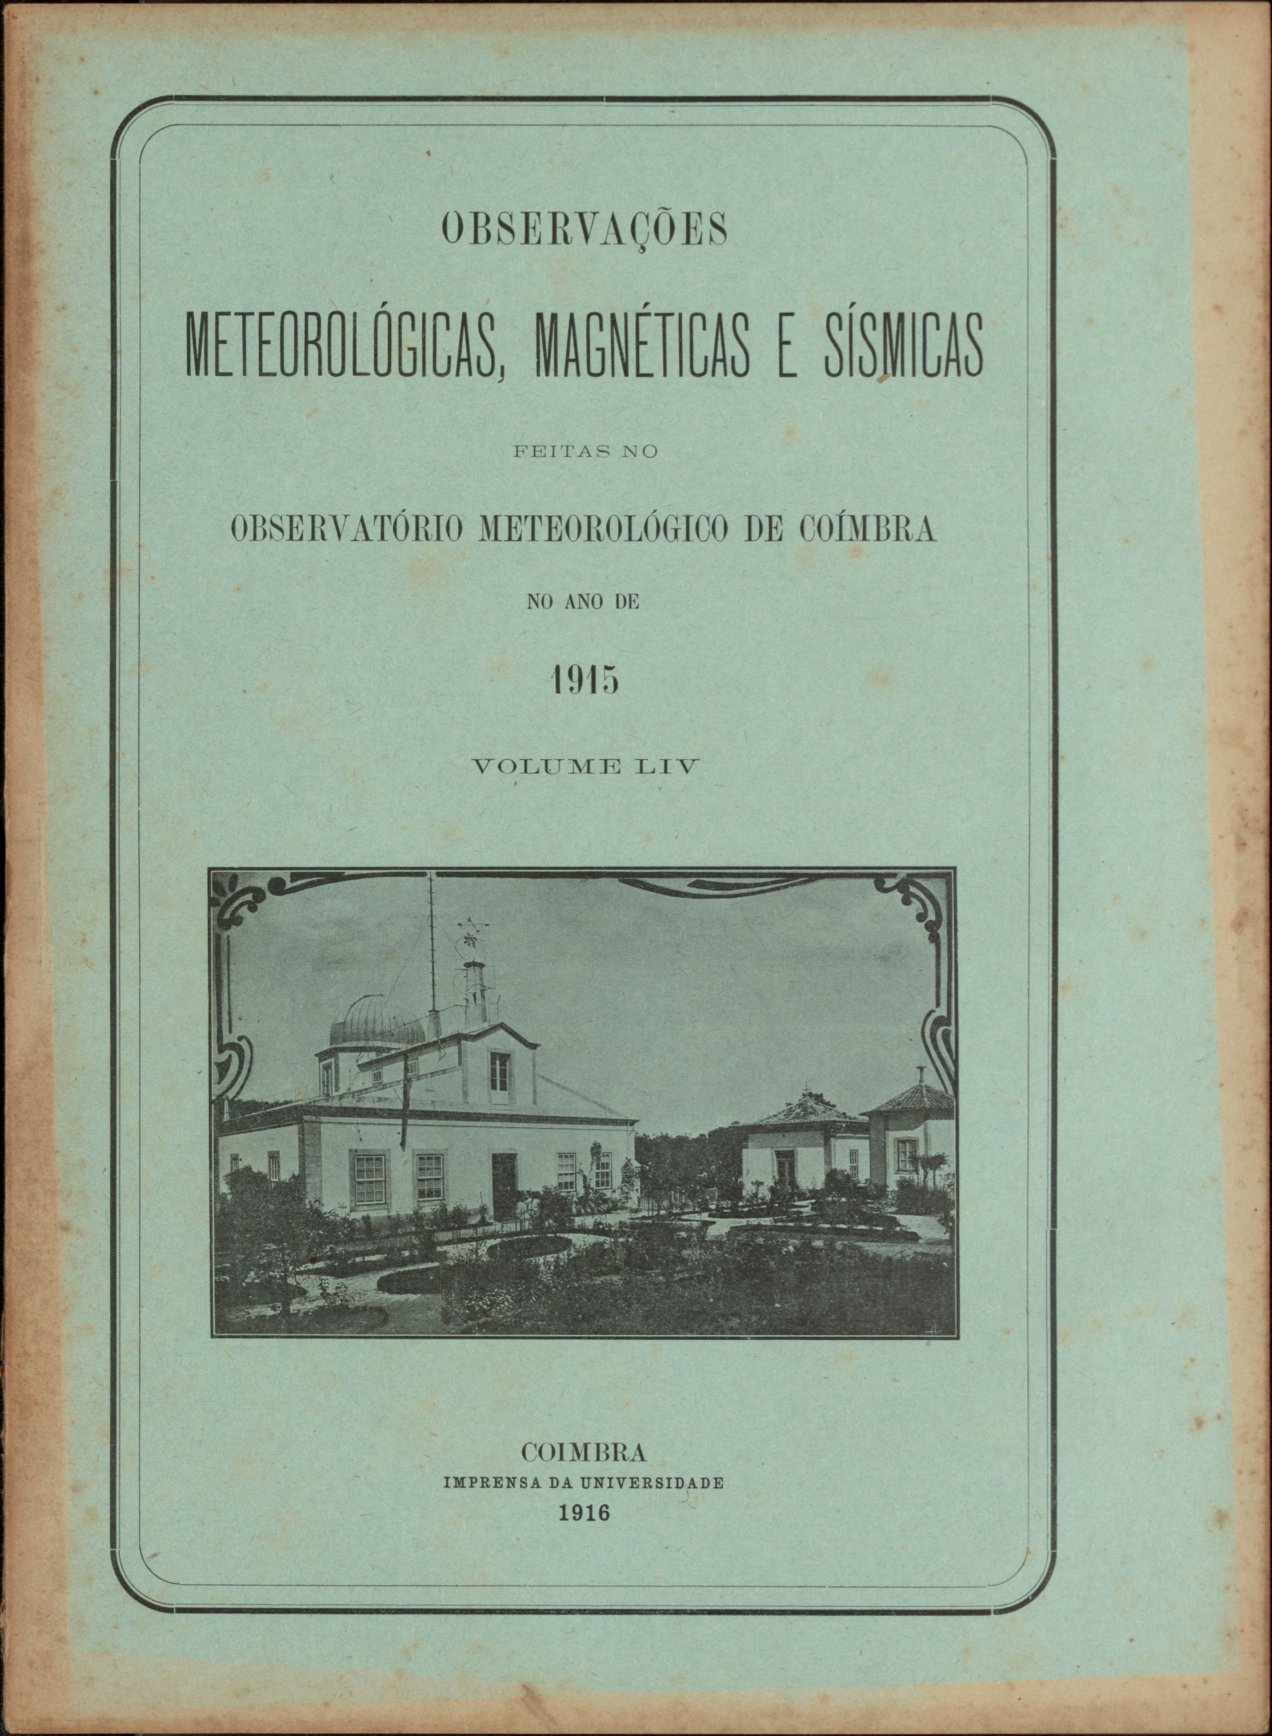 OBSERVAÇÕES
METEOROLÓGICAS, MAGNÉTICAS E SÍSMICAS
FEITAS NO
OBSERVATÓRIO METEOROLÓGICO DE COÍMBRA
NO ANO DE
1915
VOLUME LIV
COIMBRA
IMPRENSA DA UNIVERSIDADE
1916